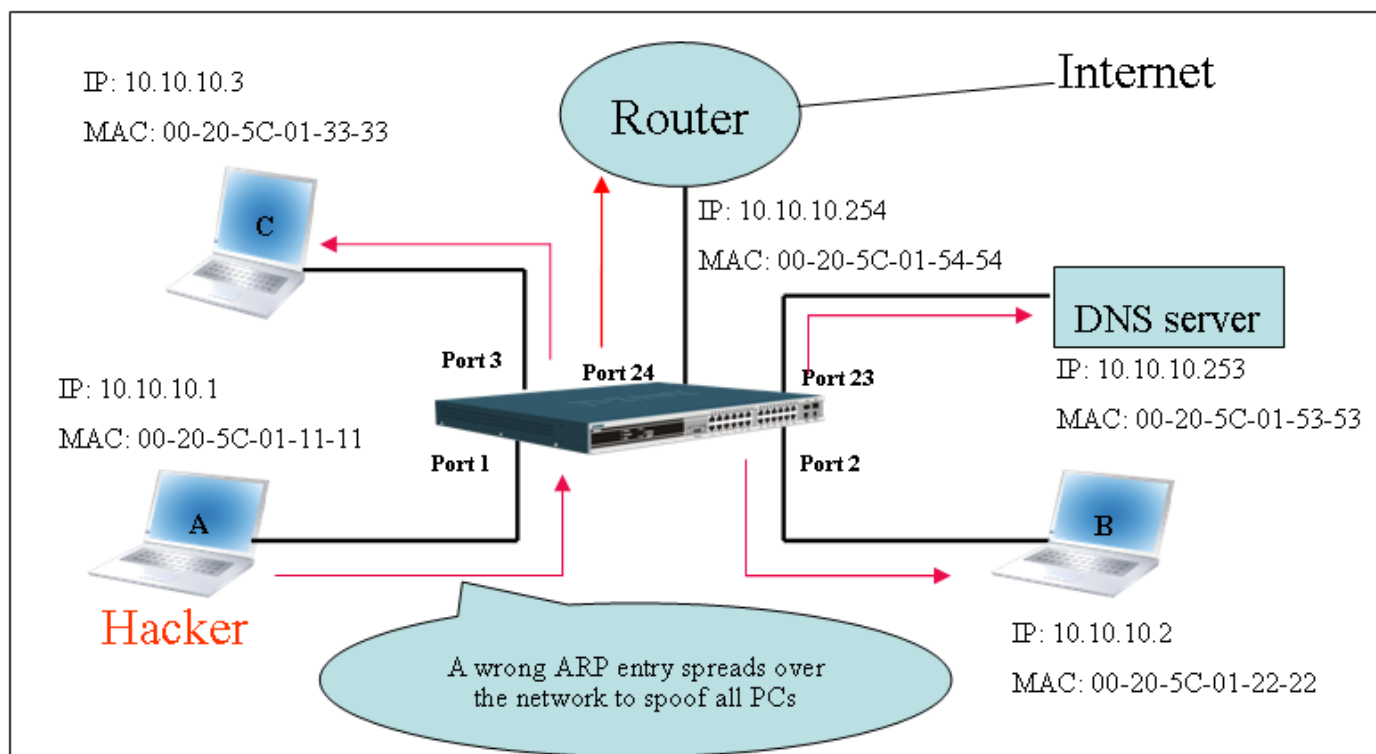 IP: 10.10.10.3
MAC: 00-20-5C-01-33-33
C
Router
Internet
IP: 10.10.10.254
MAC: 00-20-5C-01-54-54
DNS server
IP: 10.10.10.253
MAC: 00-20-5C-01-53-53
Port 3
Port 24
Port 23
IP: 10.10.10.1
MAC: 00-20-5C-01-11-11
Port 1
Port 2
A
Hacker
B
IP: 10.10.10.2
MAC: 00-20-5C-01-22-22
A wrong ARP entry spreads over
the network to spoof all PCs